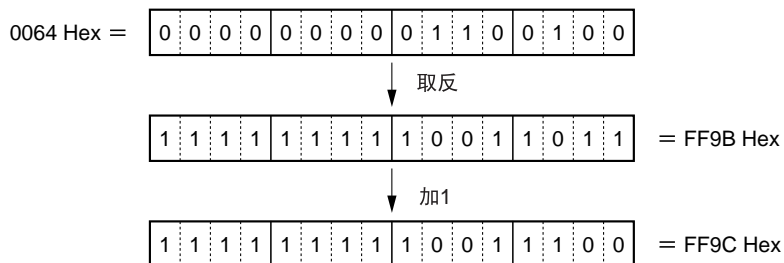 0064 Hex = 0 0 0 0 0 0 0 0 0 1 1 0 0 1 0 0
取反
1 1 1 1 1 1 1 1 1 0 0 1 1 0 1 1 = FF9B Hex
加1
1 1 1 1 1 1 1 1 1 0 0 1 1 1 0 0 = FF9C Hex